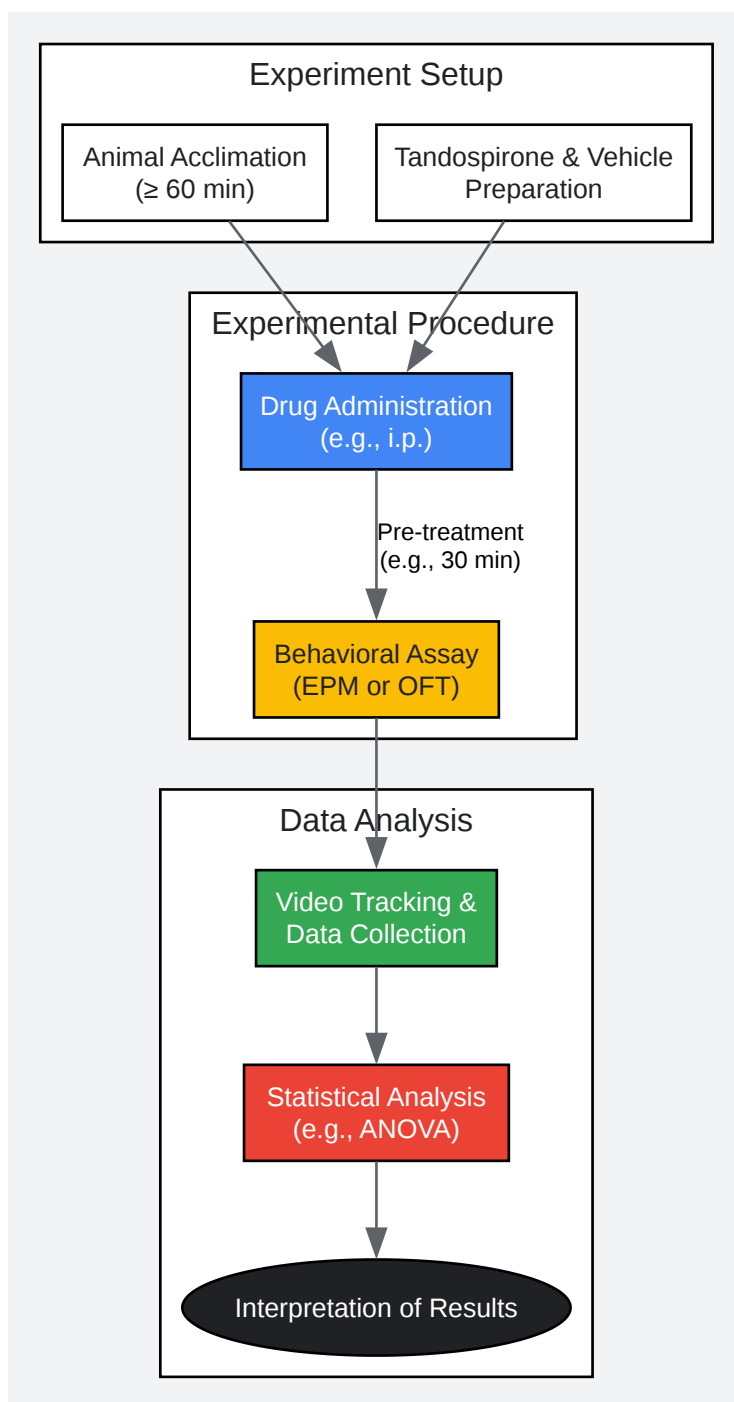 Experiment Setup
Animal Acclimation
(≥ 60 min)
Tandospirone & Vehicle
Preparation
Experimental Procedure
Drug Administration
(e.g., i.p.)
Pre-treatment
(e.g., 30 min)
Behavioral Assay
(EPM or OFT)
Data Analysis
Video Tracking &
Data Collection
Statistical Analysis
(e.g., ANOVA)
Interpretation of Results